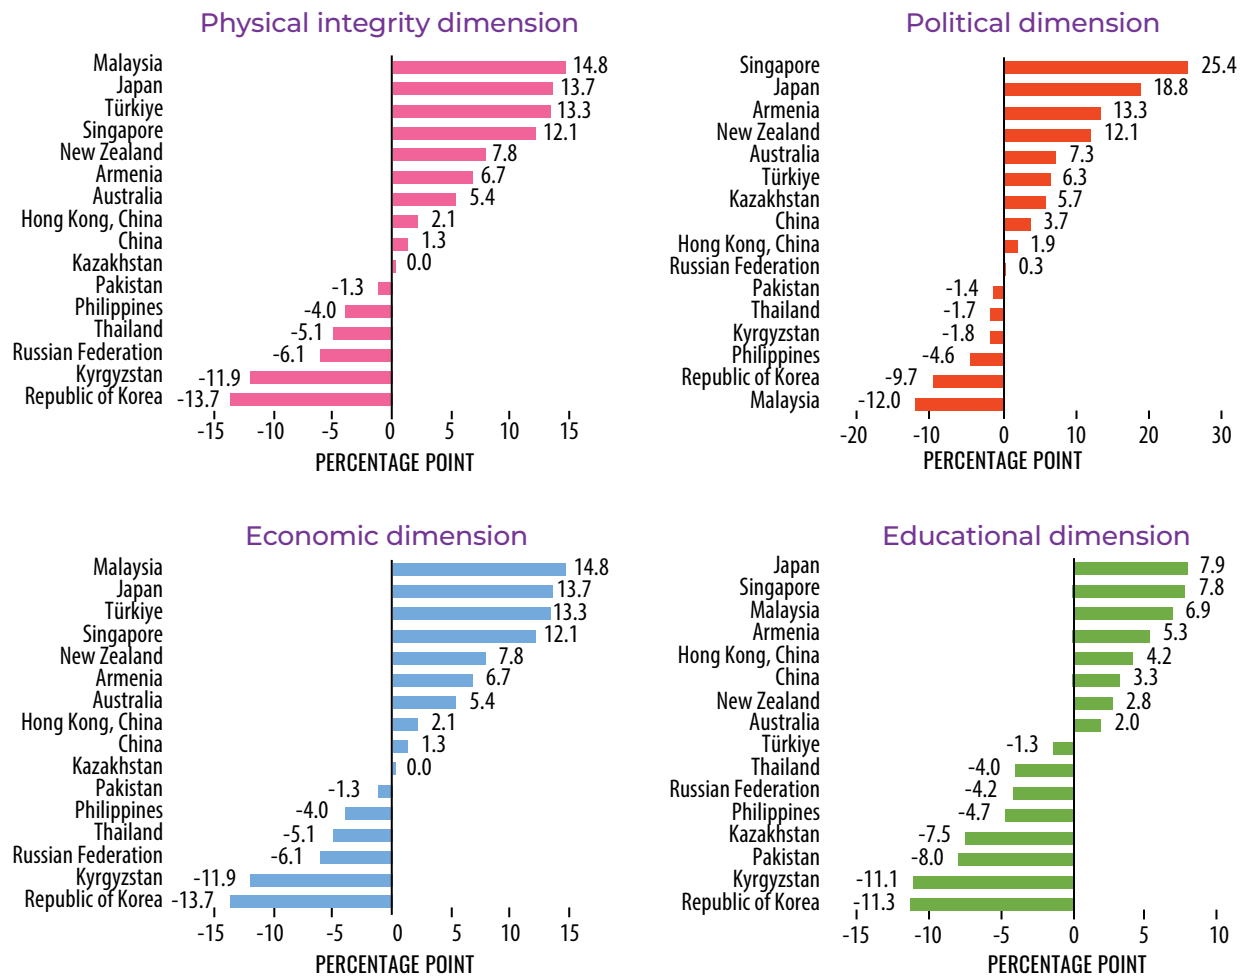 Physical integrity dimension
Malaysia 14.8
Japan 13.7
Türkiye 13.3
Singapore 12.1
New Zealand 7.8
Armenia 6.7
Australia 5.4
Hong Kong, China 2.1
China 1.3
Kazakhstan 0.0
Pakistan -1.3
Philippines -4.0
Thailand -5.1
Russian Federation -6.1
Kyrgyzstan -11.9
Republic of Korea -13.7
-15 -10 -5 0 5 10 15
PERCENTAGE POINT
Political dimension
Singapore 25.4
Japan 18.8
Armenia 13.3
New Zealand 12.1
Australia 7.3
Türkiye 6.3
Kazakhstan 5.7
China 3.7
Hong Kong, China 1.9
Russian Federation 0.3
Pakistan -1.4
Thailand -1.7
Kyrgyzstan -1.8
Philippines -4.6
Republic of Korea -9.7
Malaysia -12.0
-20 -10 0 10 20 30
PERCENTAGE POINT
Economic dimension
Malaysia 14.8
Japan 13.7
Türkiye 13.3
Singapore 12.1
New Zealand 7.8
Armenia 6.7
Australia 5.4
Hong Kong, China 2.1
China 1.3
Kazakhstan 0.0
Pakistan -1.3
Philippines -4.0
Thailand -5.1
Russian Federation -6.1
Kyrgyzstan -11.9
Republic of Korea -13.7
-15 -10 -5 0 5 10 15
PERCENTAGE POINT
Educational dimension
Japan 7.9
Singapore 7.8
Malaysia 6.9
Armenia 5.3
Hong Kong, China 4.2
China 3.3
New Zealand 2.8
Australia 2.0
Türkiye -1.3
Thailand -4.0
Russian Federation -4.2
Philippines -4.7
Kazakhstan -7.5
Pakistan -8.0
Kyrgyzstan -11.1
Republic of Korea -11.3
-15 -10 -5 0 5 10
PERCENTAGE POINT